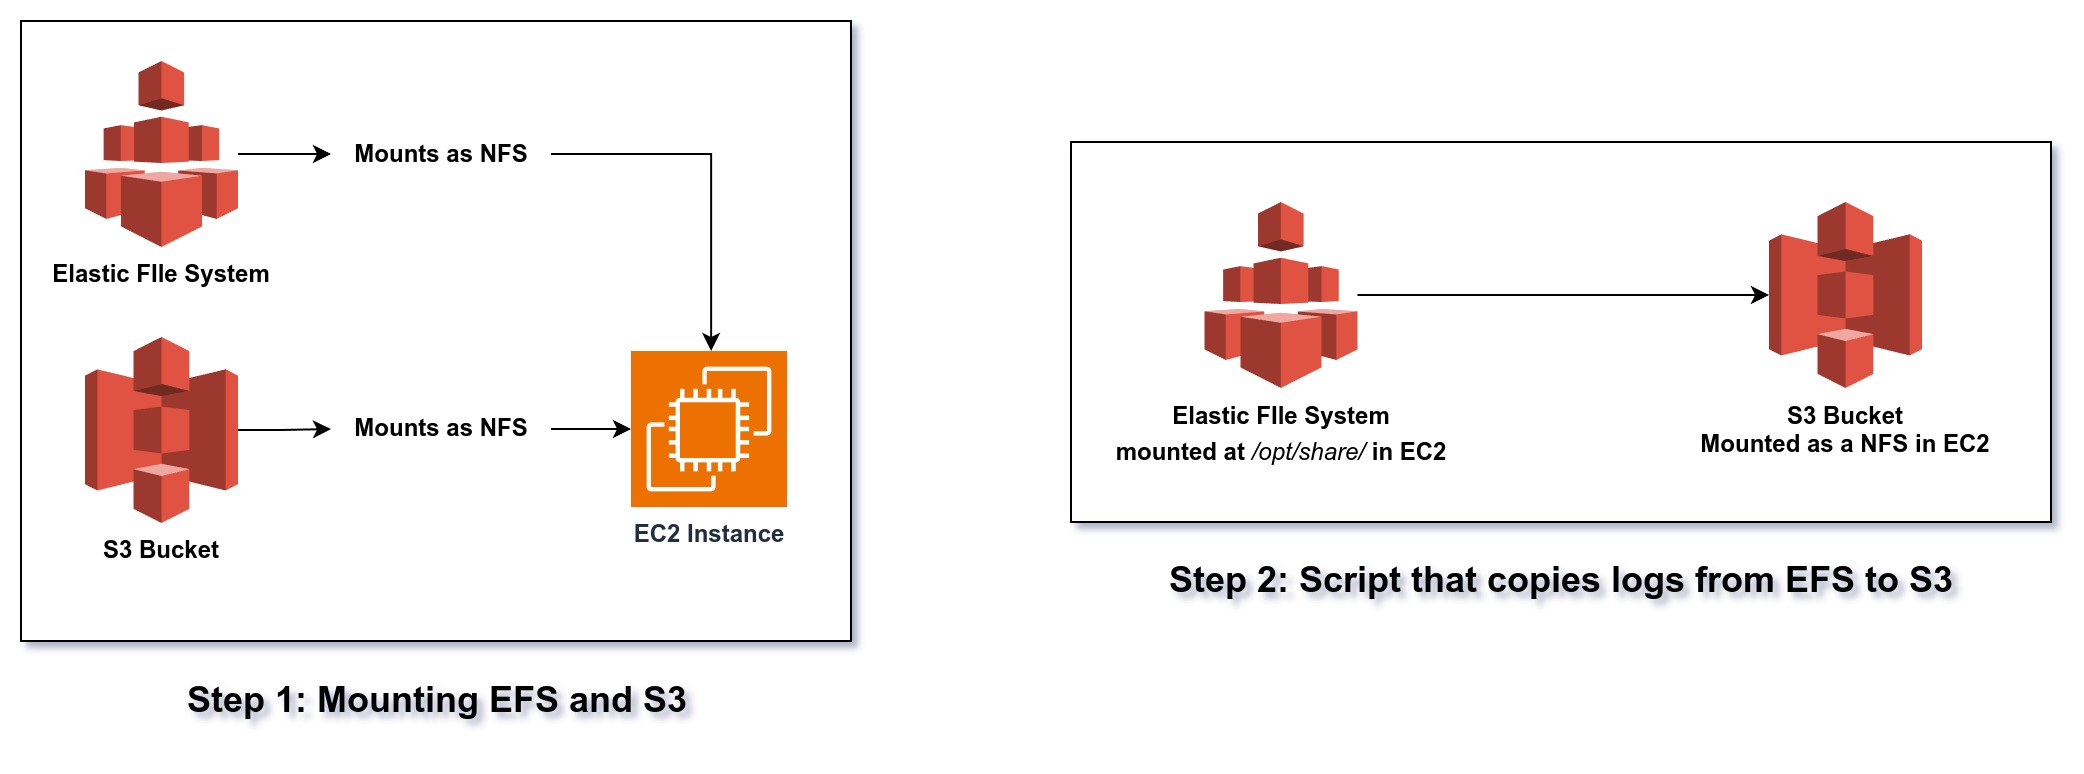 Mounts as NFS
Elastic FIle System
Mounts as NFS
S3 Bucket
EC2 Instance
Step 1: Mounting EFS and S3
Elastic FIle System
mounted at /opt/share/ in EC2
S3 Bucket
Mounted as a NFS in EC2
Step 2: Script that copies logs from EFS to S3